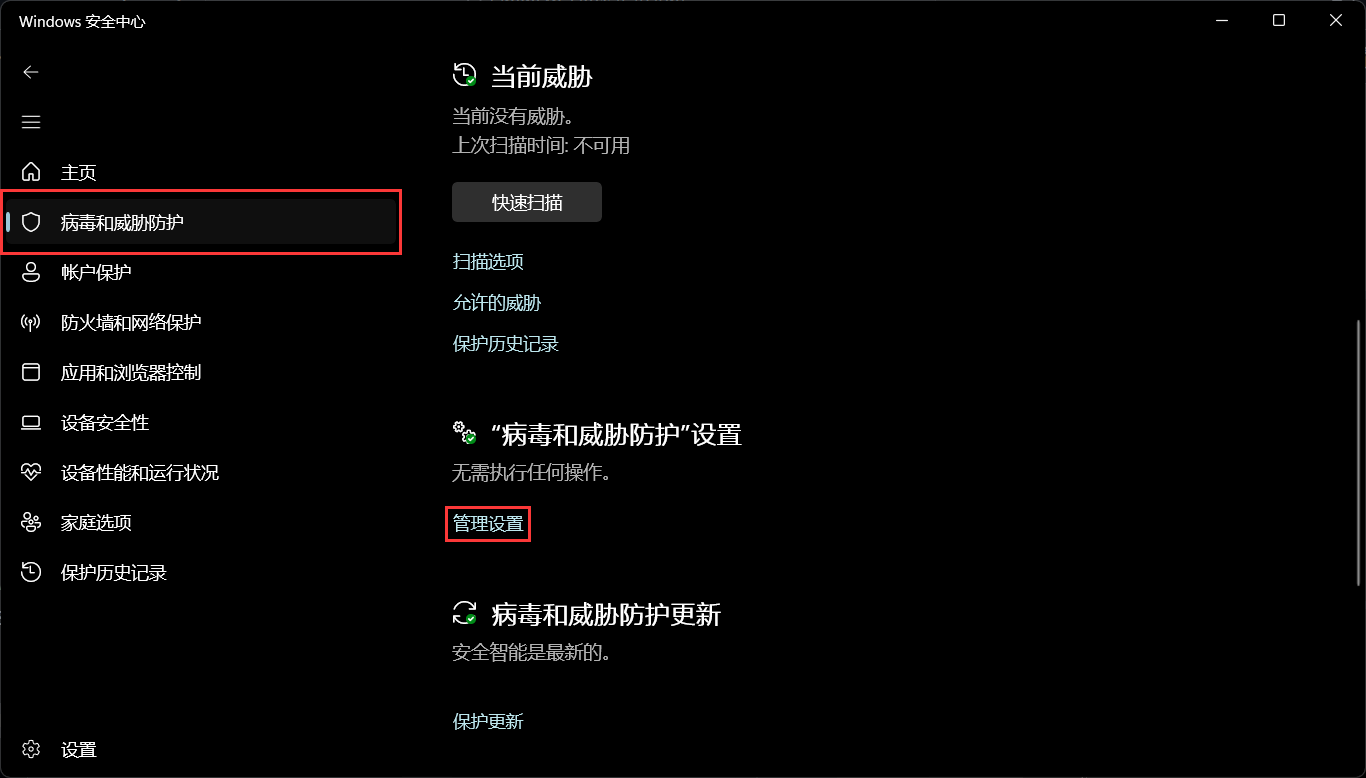 Windows 安全中心
主页
病毒和威胁防护
帐户保护
防火墙和网络保护
应用和浏览器控制
设备安全性
设备性能和运行状况
家庭选项
保护历史记录
设置
当前威胁
当前没有威胁。
上次扫描时间: 不可用
快速扫描
扫描选项
允许的威胁
保护历史记录
“病毒和威胁防护”设置
无需执行任何操作。
管理设置
病毒和威胁防护更新
安全智能是最新的。
保护更新